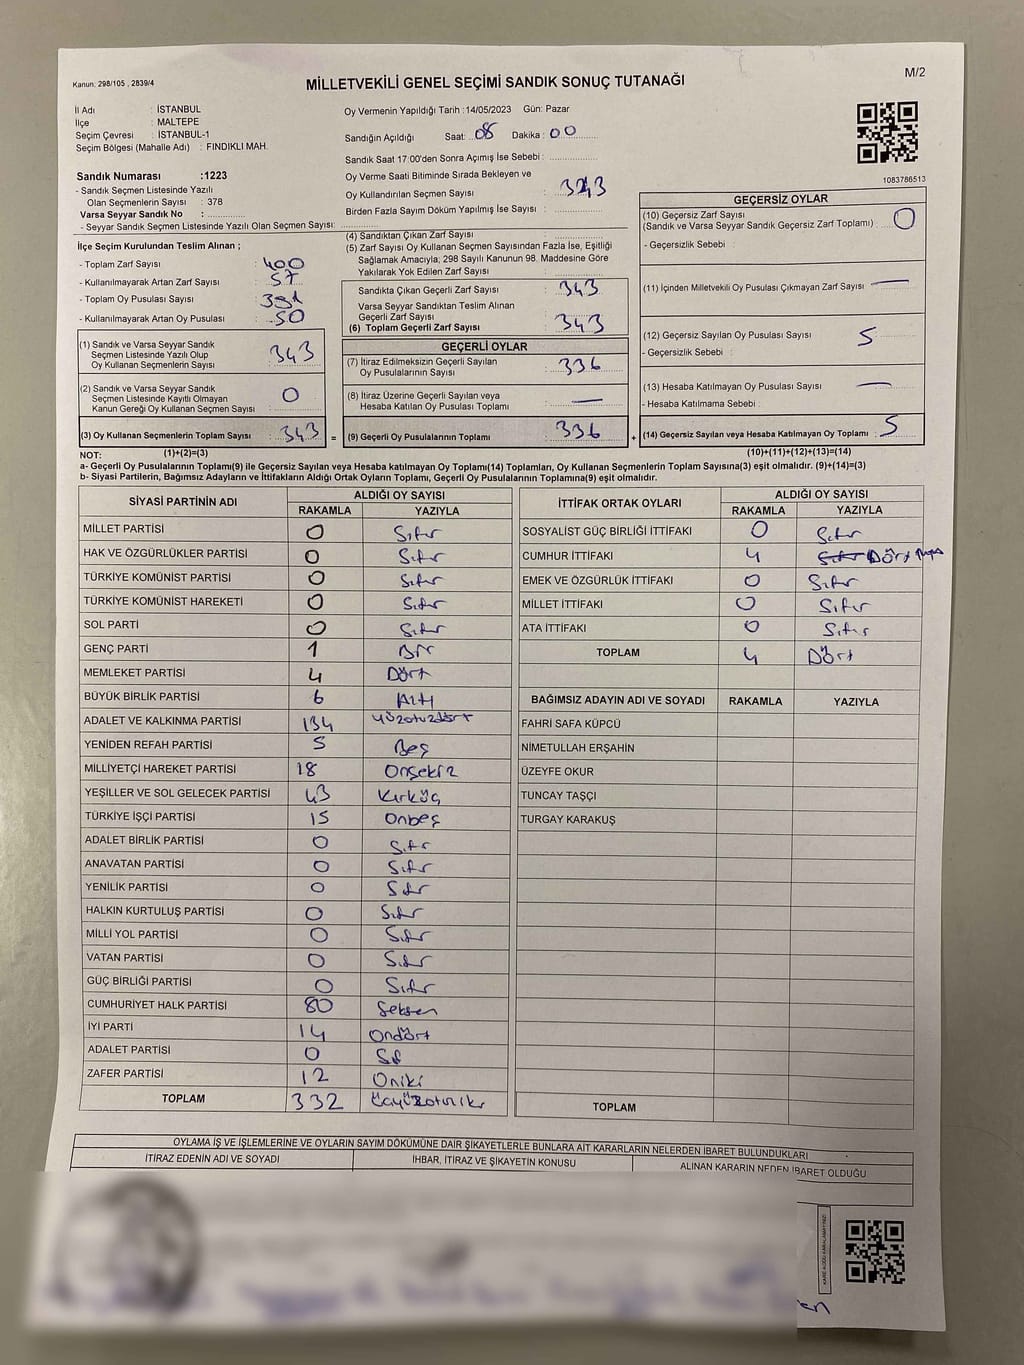 Kanun: 298/105 , 2839/4
MİLLETVEKİLİ GENEL SEÇİMİ SANDIK SONUÇ TUTANAĞI
M/2
İl Adı : İSTANBUL
İlçe : MALTEPE
Seçim Çevresi : İSTANBUL-1
Seçim Bölgesi (Mahalle Adı) : FINDIKLI MAH.
Oy Vermenin Yapıldığı Tarih : 14/05/2023 Gün: Pazar
Sandığın Açıldığı Saat: 08 Dakika : 00
Sandık Saat 17:00'den Sonra Açımış İse Sebebi :
Oy Verme Saati Bitiminde Sırada Bekleyen ve
Oy Kullandırılan Seçmen Sayısı : 343
Birden Fazla Sayım Döküm Yapılmış İse Sayısı :
1083786513
Sandık Numarası :1223
- Sandık Seçmen Listesinde Yazılı
Olan Seçmenlerin Sayısı : 378
Varsa Seyyar Sandık No :
- Seyyar Sandık Seçmen Listesinde Yazılı Olan Seçmen Sayısı:
İlçe Seçim Kurulundan Teslim Alınan ;
- Toplam Zarf Sayısı : 400
- Kullanılmayarak Artan Zarf Sayısı : 57
- Toplam Oy Pusulası Sayısı :
- Kullanılmayarak Artan Oy Pusulası : 50
(1) Sandık ve Varsa Seyyar Sandık
Seçmen Listesinde Yazılı Olup
Oy Kullanan Seçmenlerin Sayısı : 343
(2) Sandık ve Varsa Seyyar Sandık
Seçmen Listesinde Kayıtlı Olmayan
Kanun Gereği Oy Kullanan Seçmen Sayısı : 0
(3) Oy Kullanan Seçmenlerin Toplam Sayısı : 343
(4) Sandıktan Çıkan Zarf Sayısı :
(5) Zarf Sayısı Oy Kullanan Seçmen Sayısından Fazla İse, Eşitliği
Sağlamak Amacıyla, 298 Sayılı Kanunun 98. Maddesine Göre
Yakılarak Yok Edilen Zarf Sayısı :
Sandıkta Çıkan Geçerli Zarf Sayısı : 343
Varsa Seyyar Sandıktan Teslim Alınan
Geçerli Zarf Sayısı :
(6) Toplam Geçerli Zarf Sayısı : 343
GEÇERLİ OYLAR
(7) İtiraz Edilmeksizin Geçerli Sayılan
Oy Pusulalarının Sayısı : 336
(8) İtiraz Üzerine Geçerli Sayılan veya
Hesaba Katılan Oy Pusulası Toplamı : —
= (9) Geçerli Oy Pusulalarının Toplamı : 336
GEÇERSİZ OYLAR
(10) Geçersiz Zarf Sayısı
(Sandık ve Varsa Seyyar Sandık Geçersiz Zarf Toplamı) : 0
- Geçersizlik Sebebi :
(11) İçinden Milletvekili Oy Pusulası Çıkmayan Zarf Sayısı : —
(12) Geçersiz Sayılan Oy Pusulası Sayısı : 5
- Geçersizlik Sebebi :
(13) Hesaba Katılmayan Oy Pusulası Sayısı : —
- Hesaba Katılmama Sebebi :
+ (14) Geçersiz Sayılan veya Hesaba Katılmayan Oy Toplamı : 5
NOT: (1)+(2)=(3) (10)+(11)+(12)+(13)=(14)
a- Geçerli Oy Pusulalarının Toplamı(9) ile Geçersiz Sayılan veya Hesaba katılmayan Oy Toplamı(14) Toplamları, Oy Kullanan Seçmenlerin Toplam Sayısına(3) eşit olmalıdır. (9)+(14)=(3)
b- Siyasi Partilerin, Bağımsız Adayların ve İttifakların Aldığı Ortak Oyların Toplamı, Geçerli Oy Pusulalarının Toplamına(9) eşit olmalıdır.
SİYASİ PARTİNİN ADI ALDIĞI OY SAYISI
RAKAMLA YAZIYLA
MİLLET PARTİSİ 0 Sıfır
HAK VE ÖZGÜRLÜKLER PARTİSİ 0 Sıfır
TÜRKİYE KOMÜNİST PARTİSİ 0 Sıfır
TÜRKİYE KOMÜNİST HAREKETİ 0 Sıfır
SOL PARTİ 0 Sıfır
GENÇ PARTİ 1 Bir
MEMLEKET PARTİSİ 4 Dört
BÜYÜK BİRLİK PARTİSİ 6 Altı
ADALET VE KALKINMA PARTİSİ 134 Yüzotuzdört
YENİDEN REFAH PARTİSİ 5 Beş
MİLLİYETÇİ HAREKET PARTİSİ 18 Onsekiz
YEŞİLLER VE SOL GELECEK PARTİSİ 43 Kırküç
TÜRKİYE İŞÇİ PARTİSİ 15 Onbeş
ADALET BİRLİK PARTİSİ 0 Sıfır
ANAVATAN PARTİSİ 0 Sıfır
YENİLİK PARTİSİ 0 Sıfır
HALKIN KURTULUŞ PARTİSİ 0 Sıfır
MİLLİ YOL PARTİSİ 0 Sıfır
VATAN PARTİSİ 0 Sıfır
GÜÇ BİRLİĞİ PARTİSİ 0 Sıfır
CUMHURİYET HALK PARTİSİ 80 Seksen
İYİ PARTİ 14 Ondört
ADALET PARTİSİ 0 Sıf
ZAFER PARTİSİ 12 Oniki
TOPLAM 332 Üçyüzotuziki
İTTİFAK ORTAK OYLARI ALDIĞI OY SAYISI
RAKAMLA YAZIYLA
SOSYALİST GÜÇ BİRLİĞİ İTTİFAKI 0 Sıfır
CUMHUR İTTİFAKI 4 Sıfır Dört
EMEK VE ÖZGÜRLÜK İTTİFAKI 0 Sıfır
MİLLET İTTİFAKI 0 Sıfır
ATA İTTİFAKI 0 Sıfır
TOPLAM 4 Dört
BAĞIMSIZ ADAYIN ADI VE SOYADI RAKAMLA YAZIYLA
FAHRİ SAFA KÜPCÜ
NİMETULLAH ERŞAHİN
ÜZEYFE OKUR
TUNCAY TAŞÇI
TURGAY KARAKUŞ
TOPLAM
OYLAMA İŞ VE İŞLEMLERİNE VE OYLARIN SAYIM DÖKÜMÜNE DAİR ŞİKAYETLERLE BUNLARA AİT KARARLARIN NELERDEN İBARET BULUNDUKLARI
İTİRAZ EDENİN ADI VE SOYADI İHBAR, İTİRAZ VE ŞİKAYETİN KONUSU ALINAN KARARIN NEDEN İBARET OLDUĞU